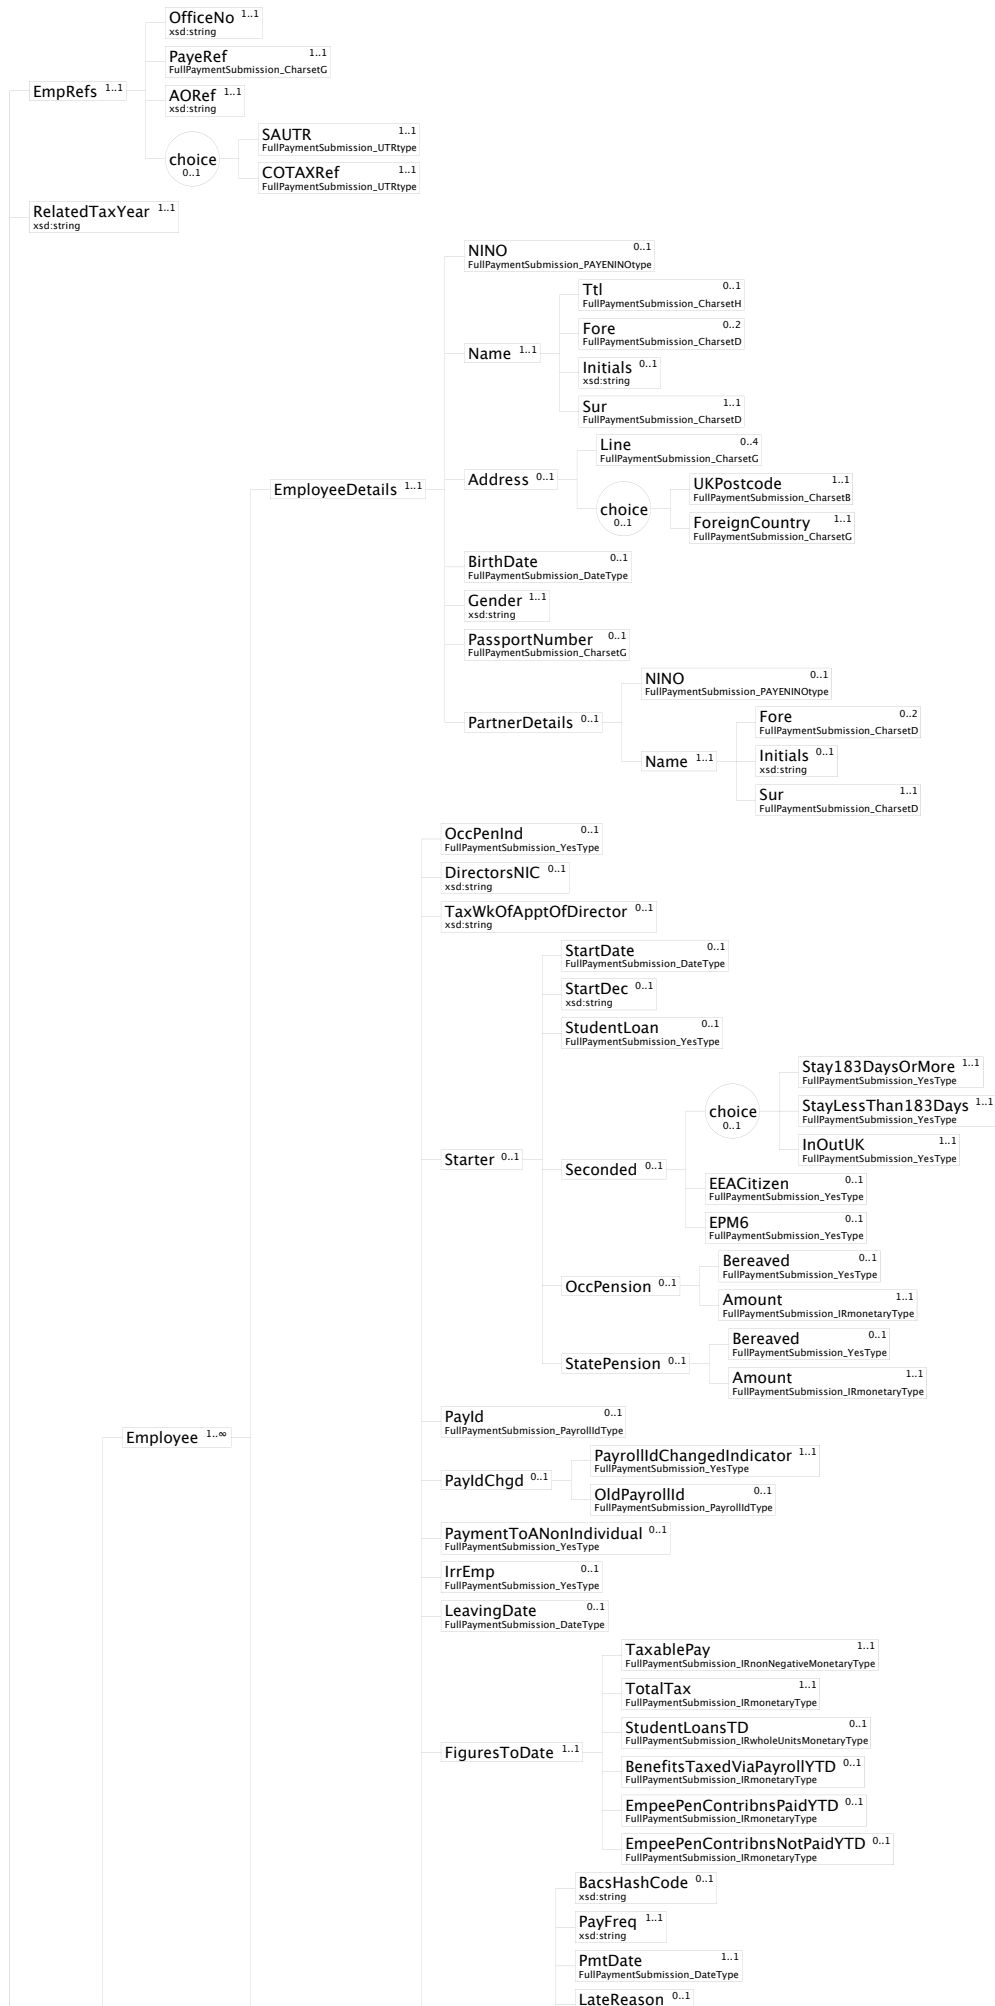 OfficeNo 1..1
xsd:string
PayeRef 1..1
FullPaymentSubmission_CharsetG
EmpRefs 1..1
AORef 1..1
xsd:string
choice
0..1
SAUTR 1..1
FullPaymentSubmission_UTRtype
COTAXRef 1..1
FullPaymentSubmission_UTRtype
RelatedTaxYear 1..1
xsd:string
NINO 0..1
FullPaymentSubmission_PAYENINOtype
Name 1..1
Ttl 0..1
FullPaymentSubmission_CharsetH
Fore 0..2
FullPaymentSubmission_CharsetD
Initials 0..1
xsd:string
Sur 1..1
FullPaymentSubmission_CharsetD
EmployeeDetails 1..1
Address 0..1
Line 0..4
FullPaymentSubmission_CharsetG
choice
0..1
UKPostcode 1..1
FullPaymentSubmission_CharsetB
ForeignCountry 1..1
FullPaymentSubmission_CharsetG
BirthDate 0..1
FullPaymentSubmission_DateType
Gender 1..1
xsd:string
PassportNumber 0..1
FullPaymentSubmission_CharsetG
PartnerDetails 0..1
NINO 0..1
FullPaymentSubmission_PAYENINOtype
Name 1..1
Fore 0..2
FullPaymentSubmission_CharsetD
Initials 0..1
xsd:string
Sur 1..1
FullPaymentSubmission_CharsetD
OccPenInd 0..1
FullPaymentSubmission_YesType
DirectorsNIC 0..1
xsd:string
TaxWkOfApptOfDirector 0..1
xsd:string
Starter 0..1
StartDate 0..1
FullPaymentSubmission_DateType
StartDec 0..1
xsd:string
StudentLoan 0..1
FullPaymentSubmission_YesType
Seconded 0..1
choice
0..1
Stay183DaysOrMore 1..1
FullPaymentSubmission_YesType
StayLessThan183Days 1..1
FullPaymentSubmission_YesType
InOutUK 1..1
FullPaymentSubmission_YesType
EEACitizen 0..1
FullPaymentSubmission_YesType
EPM6 0..1
FullPaymentSubmission_YesType
OccPension 0..1
Bereaved 0..1
FullPaymentSubmission_YesType
Amount 1..1
FullPaymentSubmission_IRmonetaryType
StatePension 0..1
Bereaved 0..1
FullPaymentSubmission_YesType
Amount 1..1
FullPaymentSubmission_IRmonetaryType
Employee 1..∞
PayId 0..1
FullPaymentSubmission_PayrollIdType
PayIdChgd 0..1
PayrollIdChangedIndicator 1..1
FullPaymentSubmission_YesType
OldPayrollId 0..1
FullPaymentSubmission_PayrollIdType
PaymentToANonIndividual 0..1
FullPaymentSubmission_YesType
IrrEmp 0..1
FullPaymentSubmission_YesType
LeavingDate 0..1
FullPaymentSubmission_DateType
FiguresToDate 1..1
TaxablePay 1..1
FullPaymentSubmission_IRnonNegativeMonetaryType
TotalTax 1..1
FullPaymentSubmission_IRmonetaryType
StudentLoansTD 0..1
FullPaymentSubmission_IRwholeUnitsMonetaryType
BenefitsTaxedViaPayrollYTD 0..1
FullPaymentSubmission_IRmonetaryType
EmpeePenContribnsPaidYTD 0..1
FullPaymentSubmission_IRmonetaryType
EmpeePenContribnsNotPaidYTD 0..1
FullPaymentSubmission_IRmonetaryType
BacsHashCode 0..1
xsd:string
PayFreq 1..1
xsd:string
PmtDate 1..1
FullPaymentSubmission_DateType
LateReason 0..1